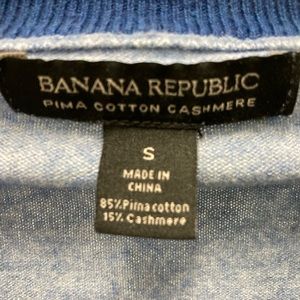 BANANA REPUBLIC
PIMA COTTON CASHMERE
S
MADE IN
CHINA
85% Pima cotton
15% Cashmere